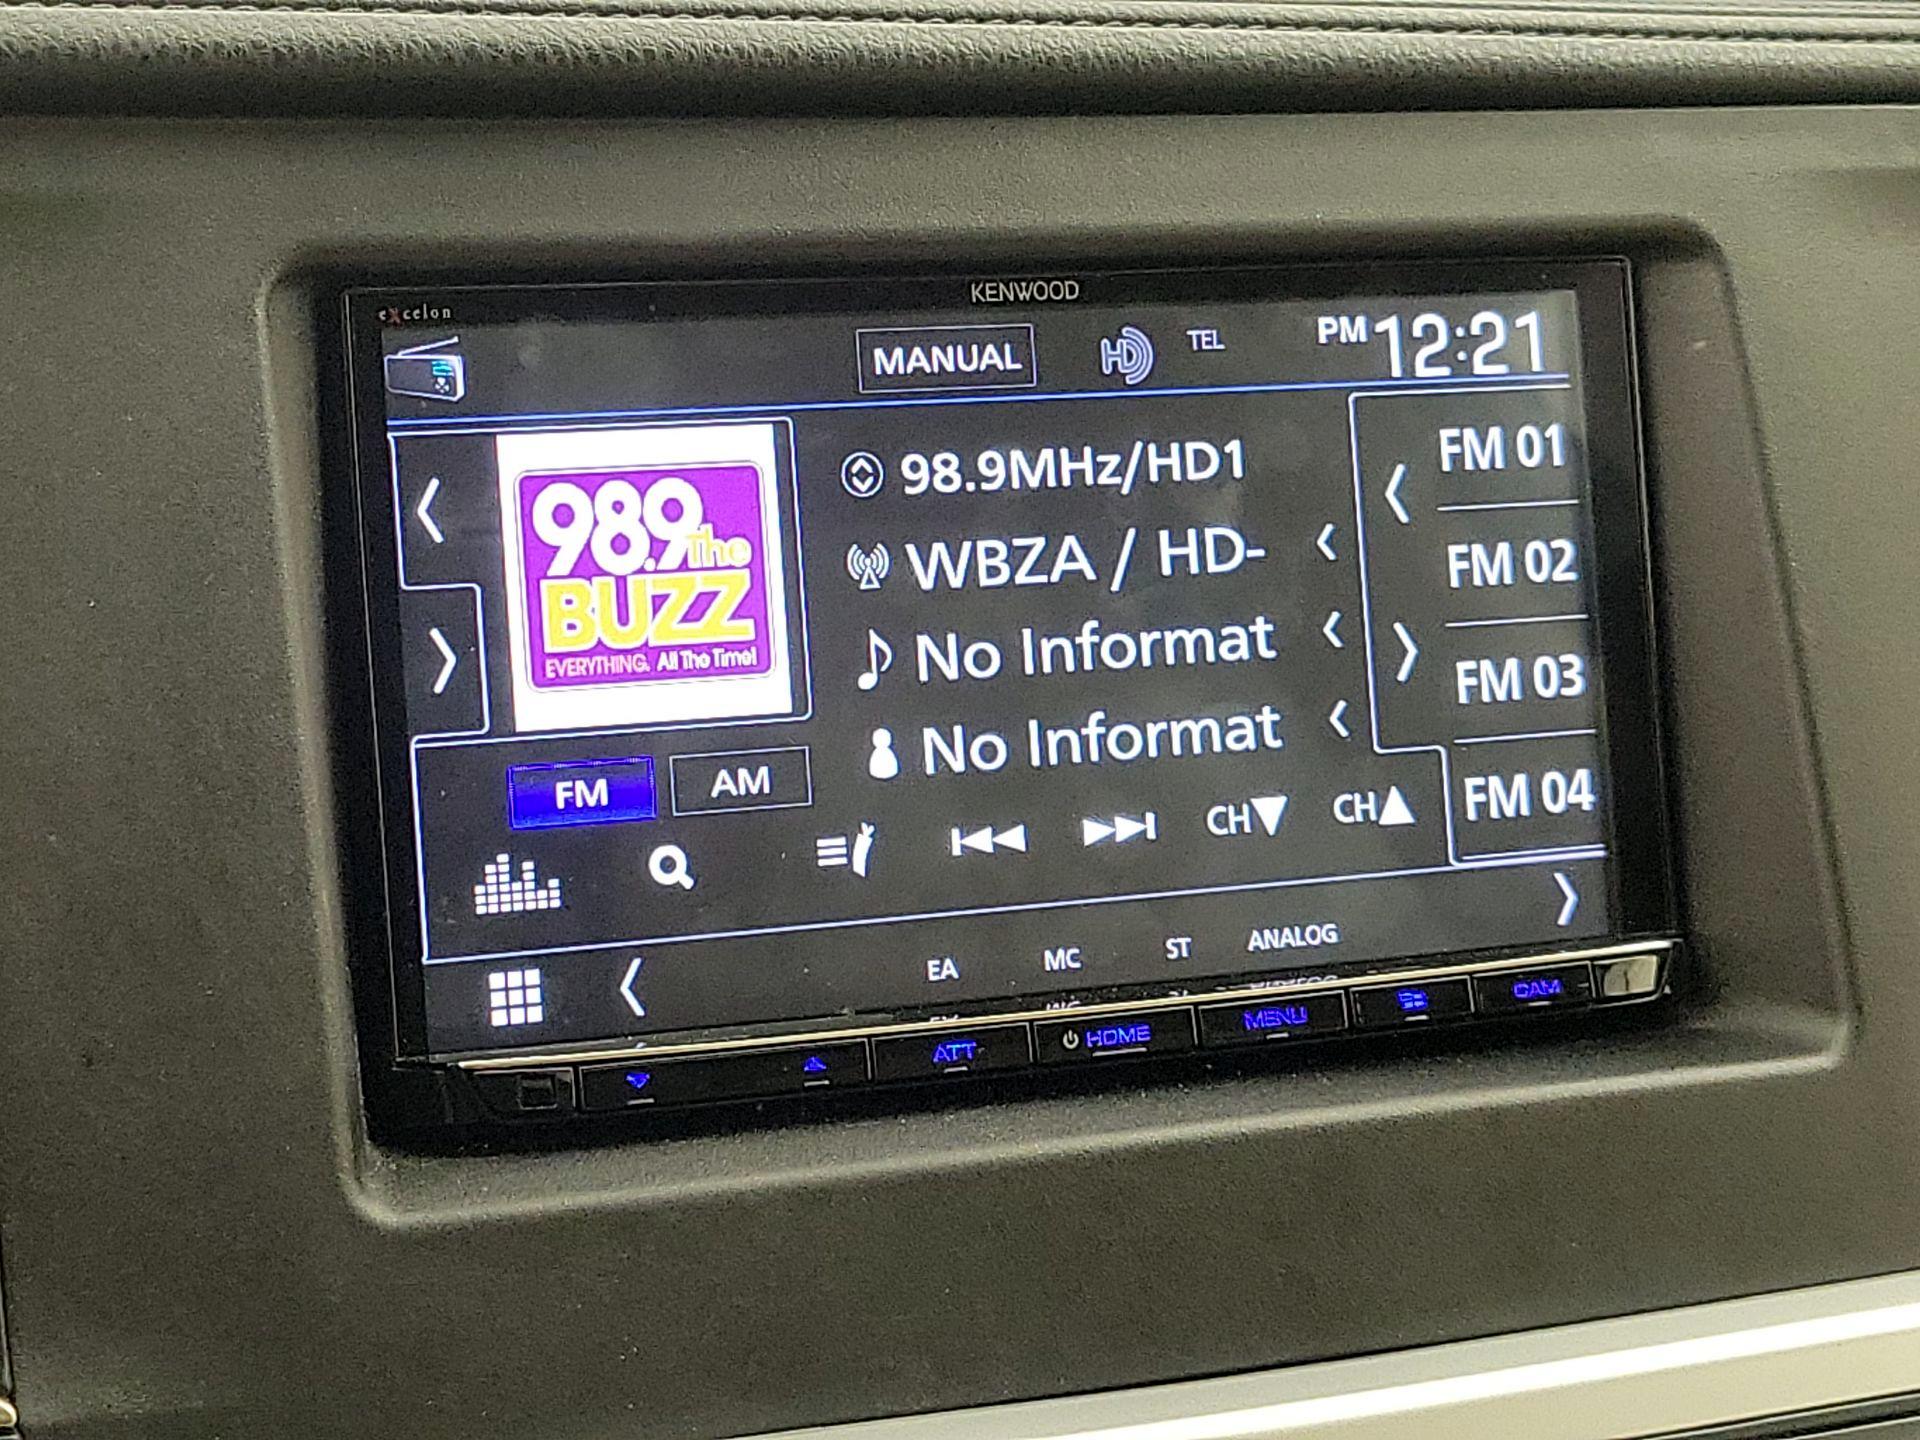 excelon
KENWOOD
MANUAL HD TEL PM 12:21
98.9 The
BUZZ
EVERYTHING. All The Time!
98.9MHz/HD1
WBZA / HD-
No Informat
No Informat
FM 01
FM 02
FM 03
FM 04
FM AM
CH▼ CH▲
EA MC ST ANALOG
ATT HOME MENU CAM